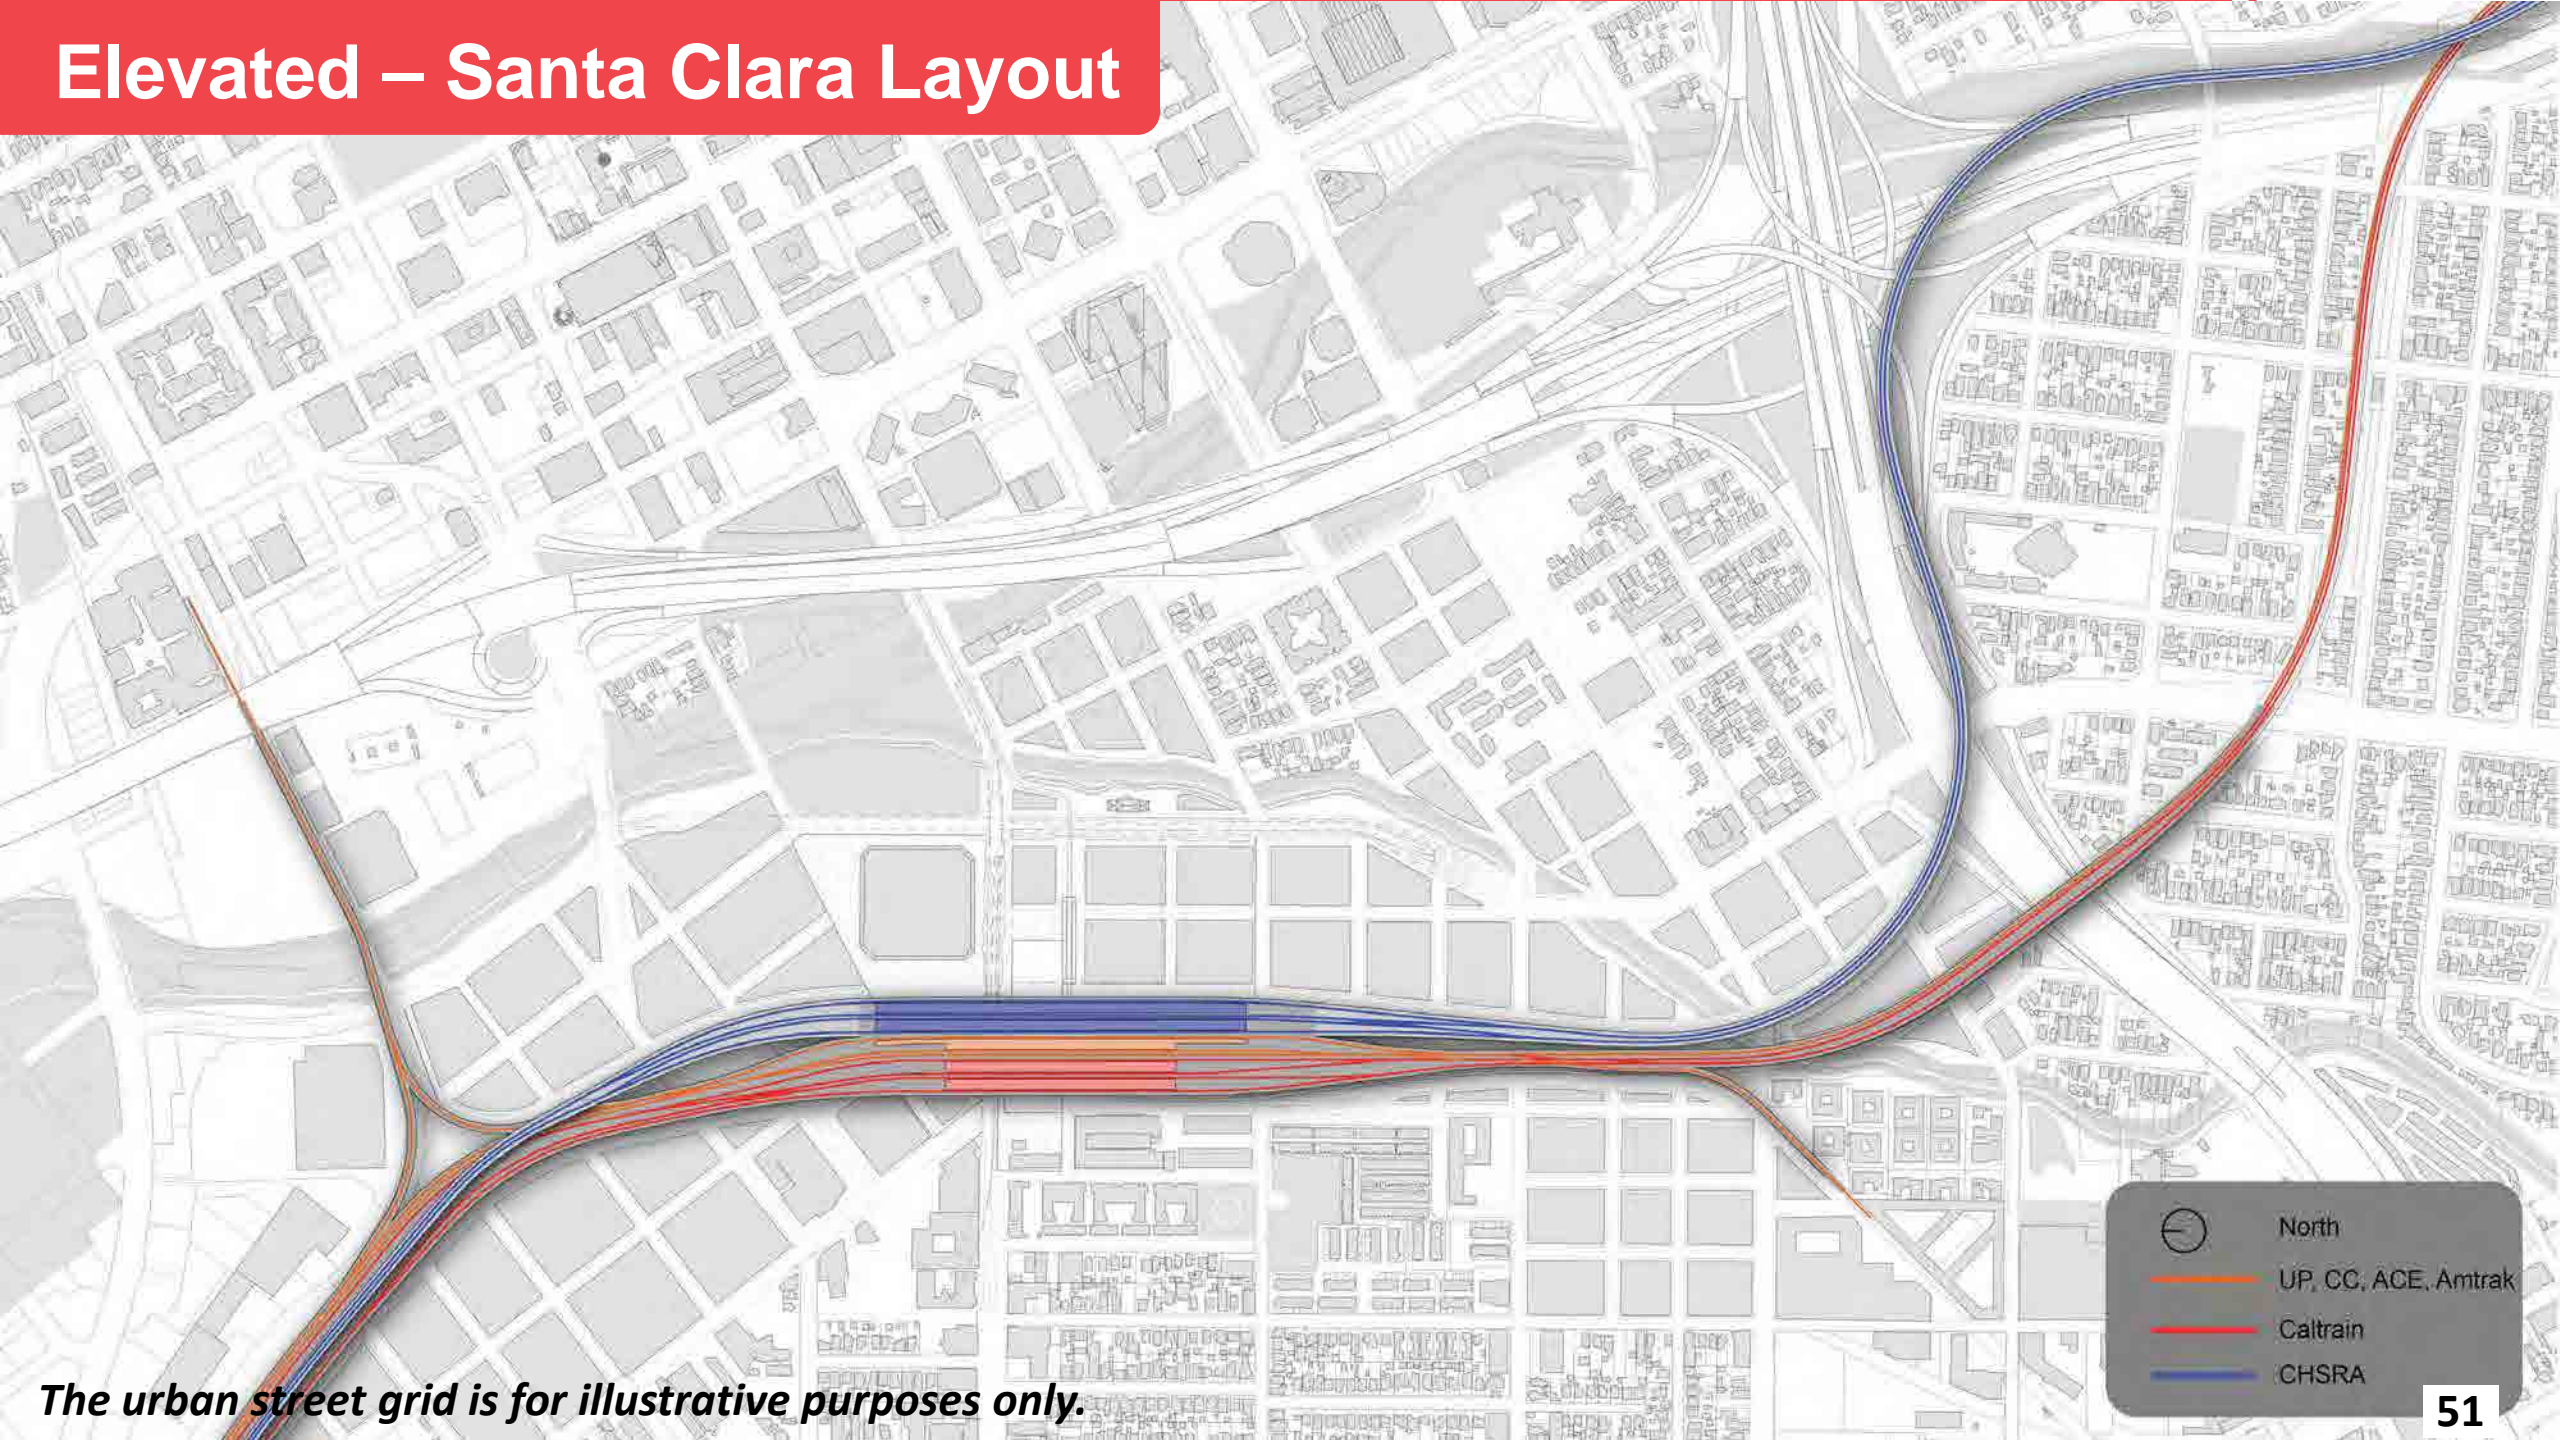 Elevated – Santa Clara Layout
North
UP, CC, ACE, Amtrak
Caltrain
CHSRA
The urban street grid is for illustrative purposes only.
51